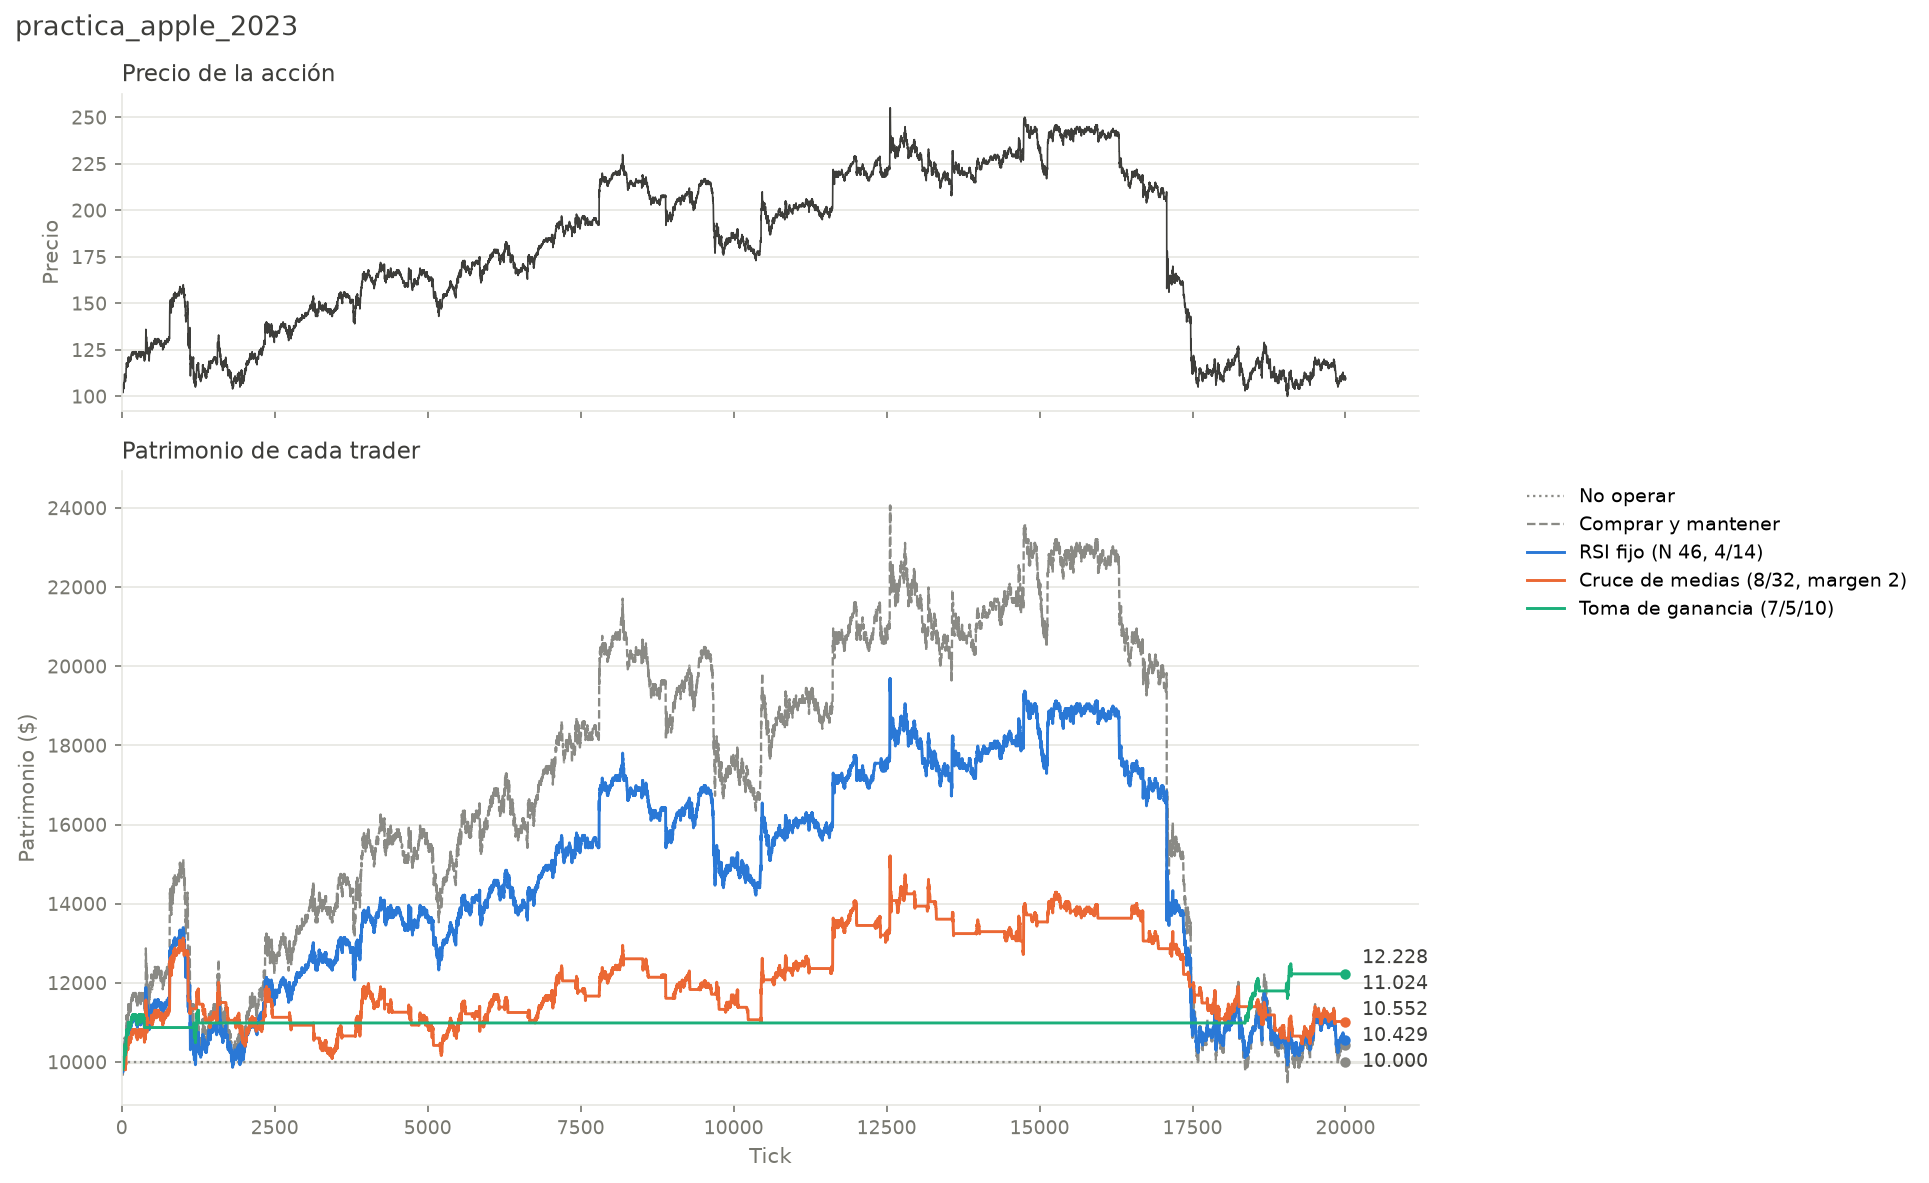 practica_apple_2023
Precio de la acción
Precio
250
225
200
175
150
125
100
Patrimonio de cada trader
Patrimonio ($)
24000
22000
20000
18000
16000
14000
12000
10000
0
2500
5000
7500
10000
12500
15000
17500
20000
Tick
12.228
11.024
10.552
10.429
10.000
No operar
Comprar y mantener
RSI fijo (N 46, 4/14)
Cruce de medias (8/32, margen 2)
Toma de ganancia (7/5/10)